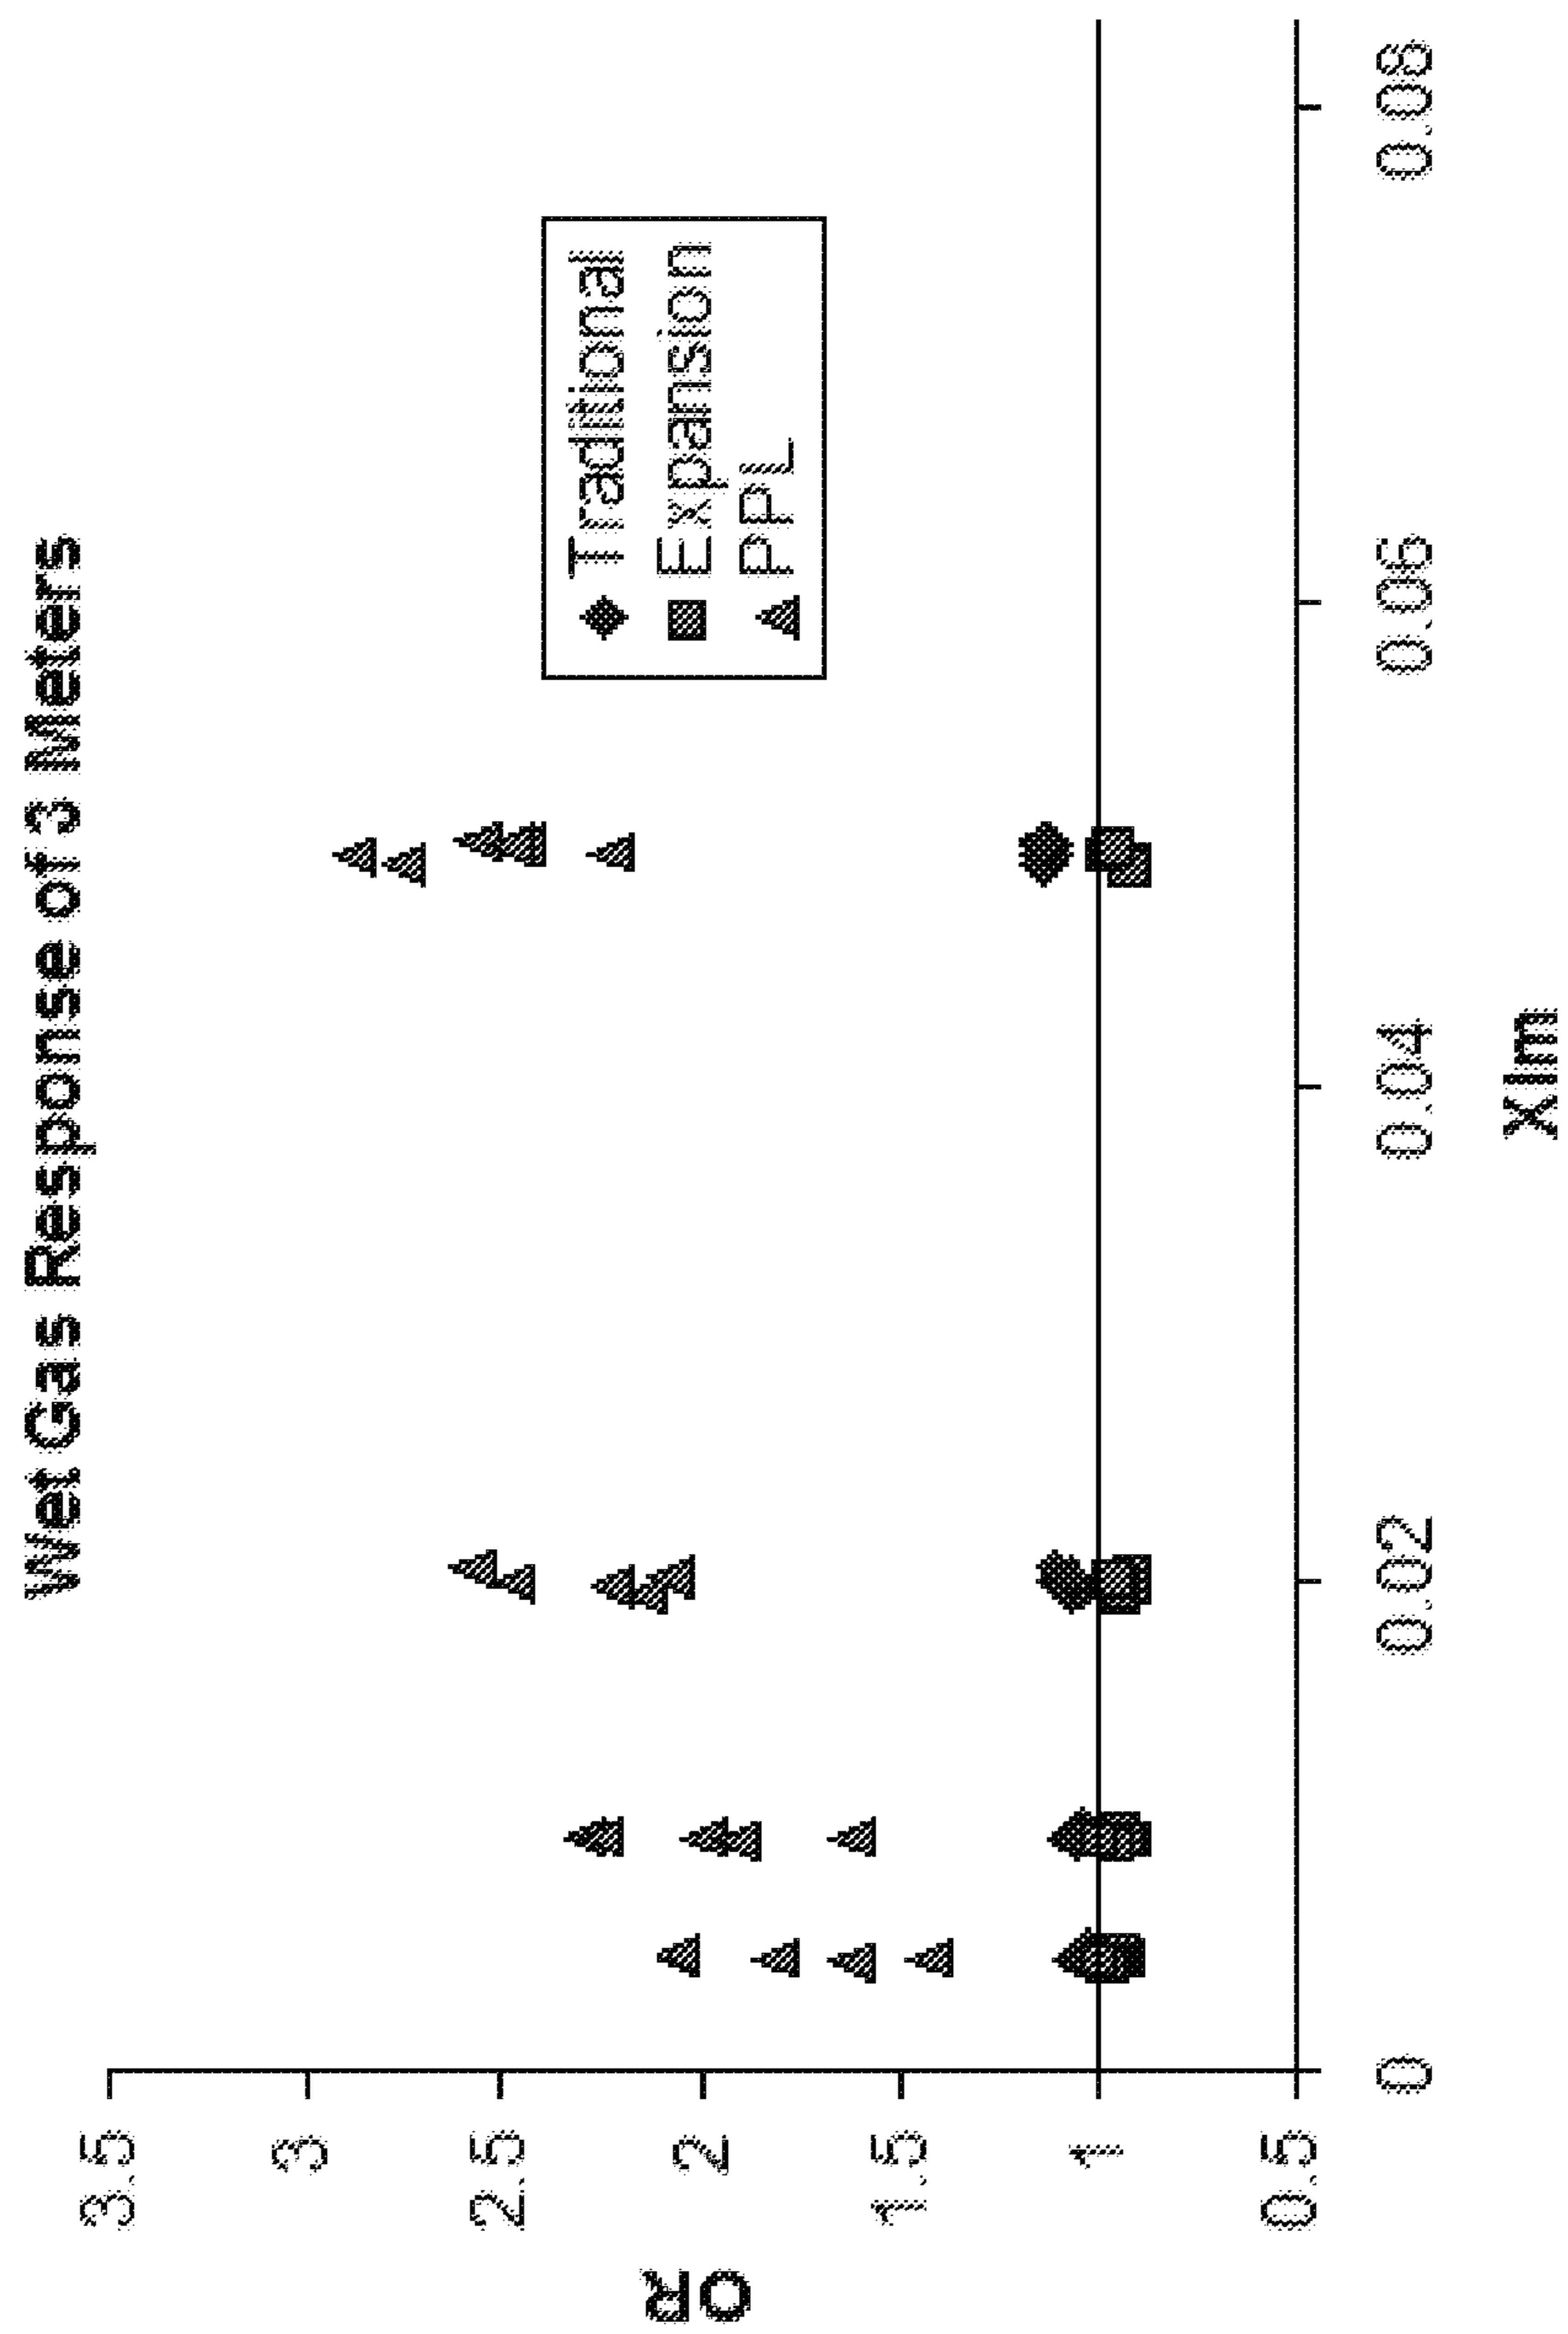 Wet Gas Response of 3 Meters
3.5
3
2.5
2
1.5
1
0.5
OR
Traditional
Expansion
PPL
0
0.02
0.04
0.06
0.08
Xlm